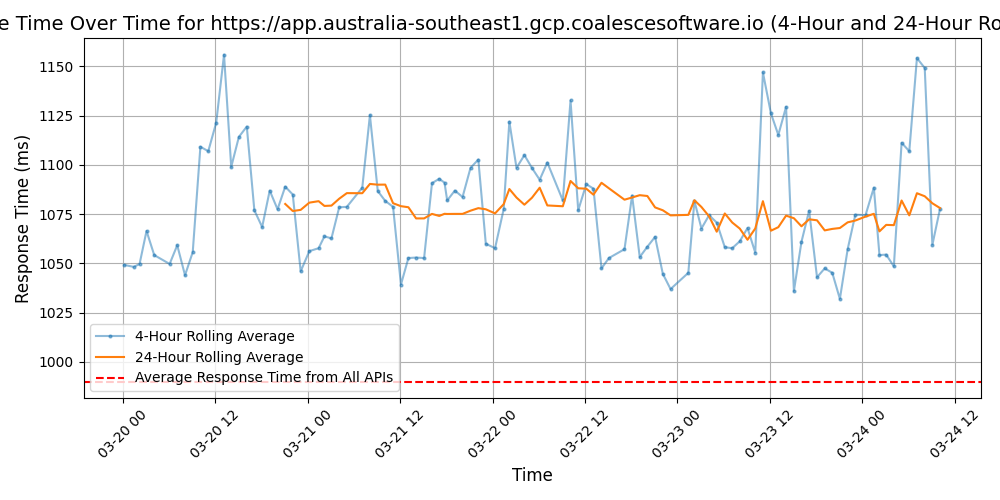 e Time Over Time for https://app.australia-southeast1.gcp.coalescesoftware.io (4-Hour and 24-Hour Ro
Response Time (ms)
1150
1125
1100
1075
1050
1025
1000
4-Hour Rolling Average
24-Hour Rolling Average
Average Response Time from All APIs
03-20 00
03-20 12
03-21 00
03-21 12
03-22 00
03-22 12
03-23 00
03-23 12
03-24 00
03-24 12
Time